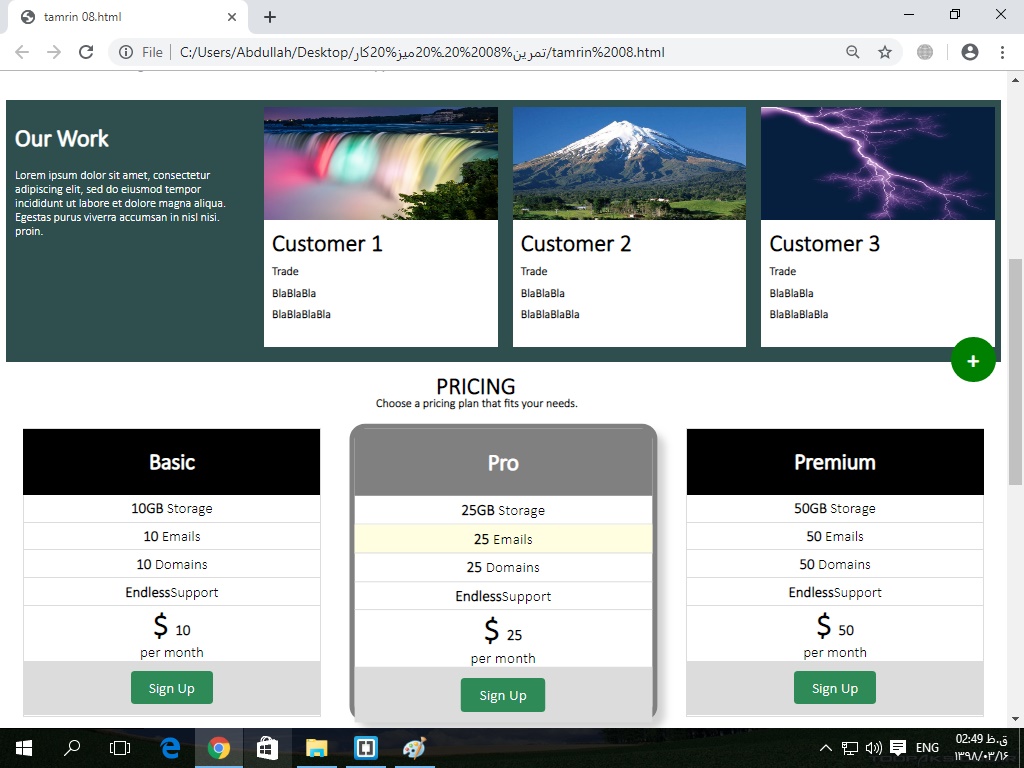 tamrin 08.html
File
C:/Users/Abdullah/Desktop/تمرین%2008%20ـ%20میز%20کار/tamrin%2008.html
Our Work
Lorem ipsum dolor sit amet, consectetur
adipiscing elit, sed do eiusmod tempor
incididunt ut labore et dolore magna aliqua.
Egestas purus viverra accumsan in nisl nisi.
proin.
Customer 1
Trade
BlaBlaBla
BlaBlaBlaBla
Customer 2
Trade
BlaBlaBla
BlaBlaBlaBla
Customer 3
Trade
BlaBlaBla
BlaBlaBlaBla
+
PRICING
Choose a pricing plan that fits your needs.
Basic
10GB Storage
10 Emails
10 Domains
EndlessSupport
$ 10
per month
Sign Up
Pro
25GB Storage
25 Emails
25 Domains
EndlessSupport
$ 25
per month
Sign Up
Premium
50GB Storage
50 Emails
50 Domains
EndlessSupport
$ 50
per month
Sign Up
ENG
02:49 ق.ظ
۱۳۹۸/۰۳/۱۶